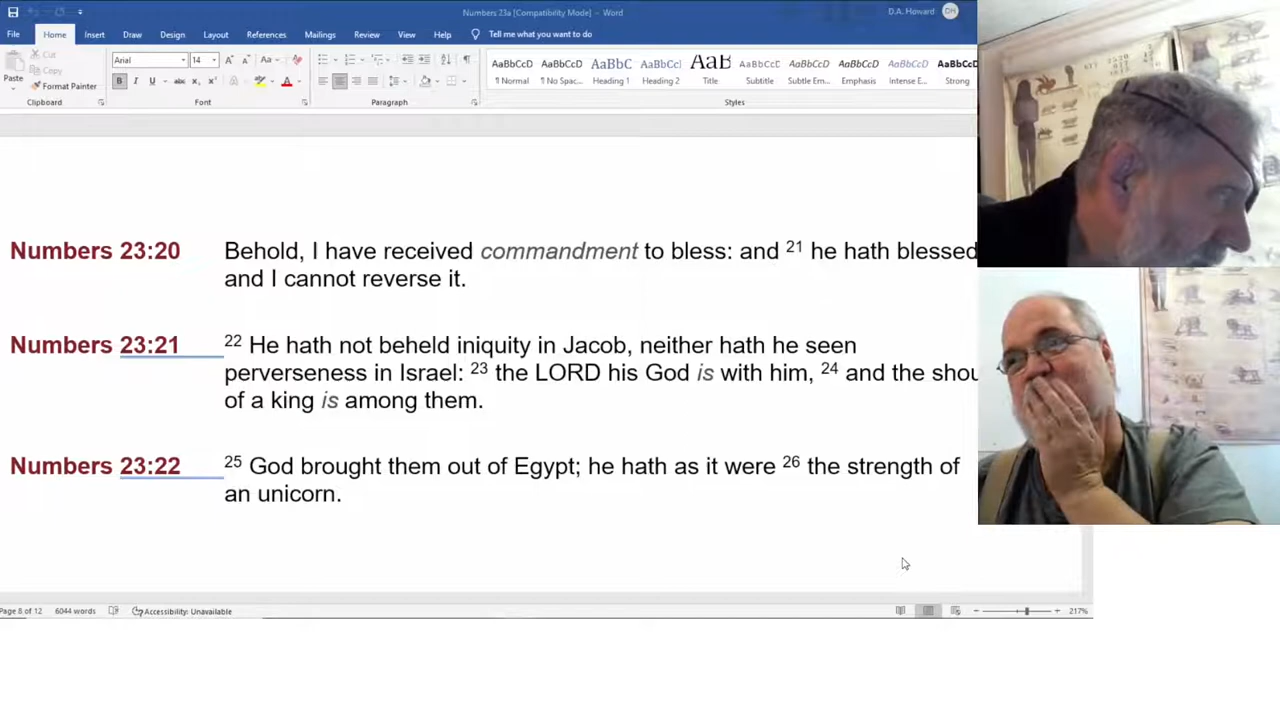 Numbers 23a [Compatibility Mode] – Word
D.A. Howard
DH
File Home Insert Draw Design Layout References Mailings Review View Help Tell me what you want to do
Paste
Cut
Copy
Format Painter
Clipboard
Arial 14
B I U abc
Font
Paragraph
AaBbCcD AaBbCcD AaBbC AaBbCcD AaB AaBbCcD AaBbCcD AaBbCcD AaBbCcD AaBbCcD
¶ Normal ¶ No Spac... Heading 1 Heading 2 Title Subtitle Subtle Em... Emphasis Intense E... Strong
Styles
Numbers 23:20 Behold, I have received commandment to bless: and 21 he hath blessed
and I cannot reverse it.
Numbers 23:21 22 He hath not beheld iniquity in Jacob, neither hath he seen
perverseness in Israel: 23 the LORD his God is with him, 24 and the shou
of a king is among them.
Numbers 23:22 25 God brought them out of Egypt; he hath as it were 26 the strength of
an unicorn.
Page 8 of 12 6044 words Accessibility: Unavailable 217%